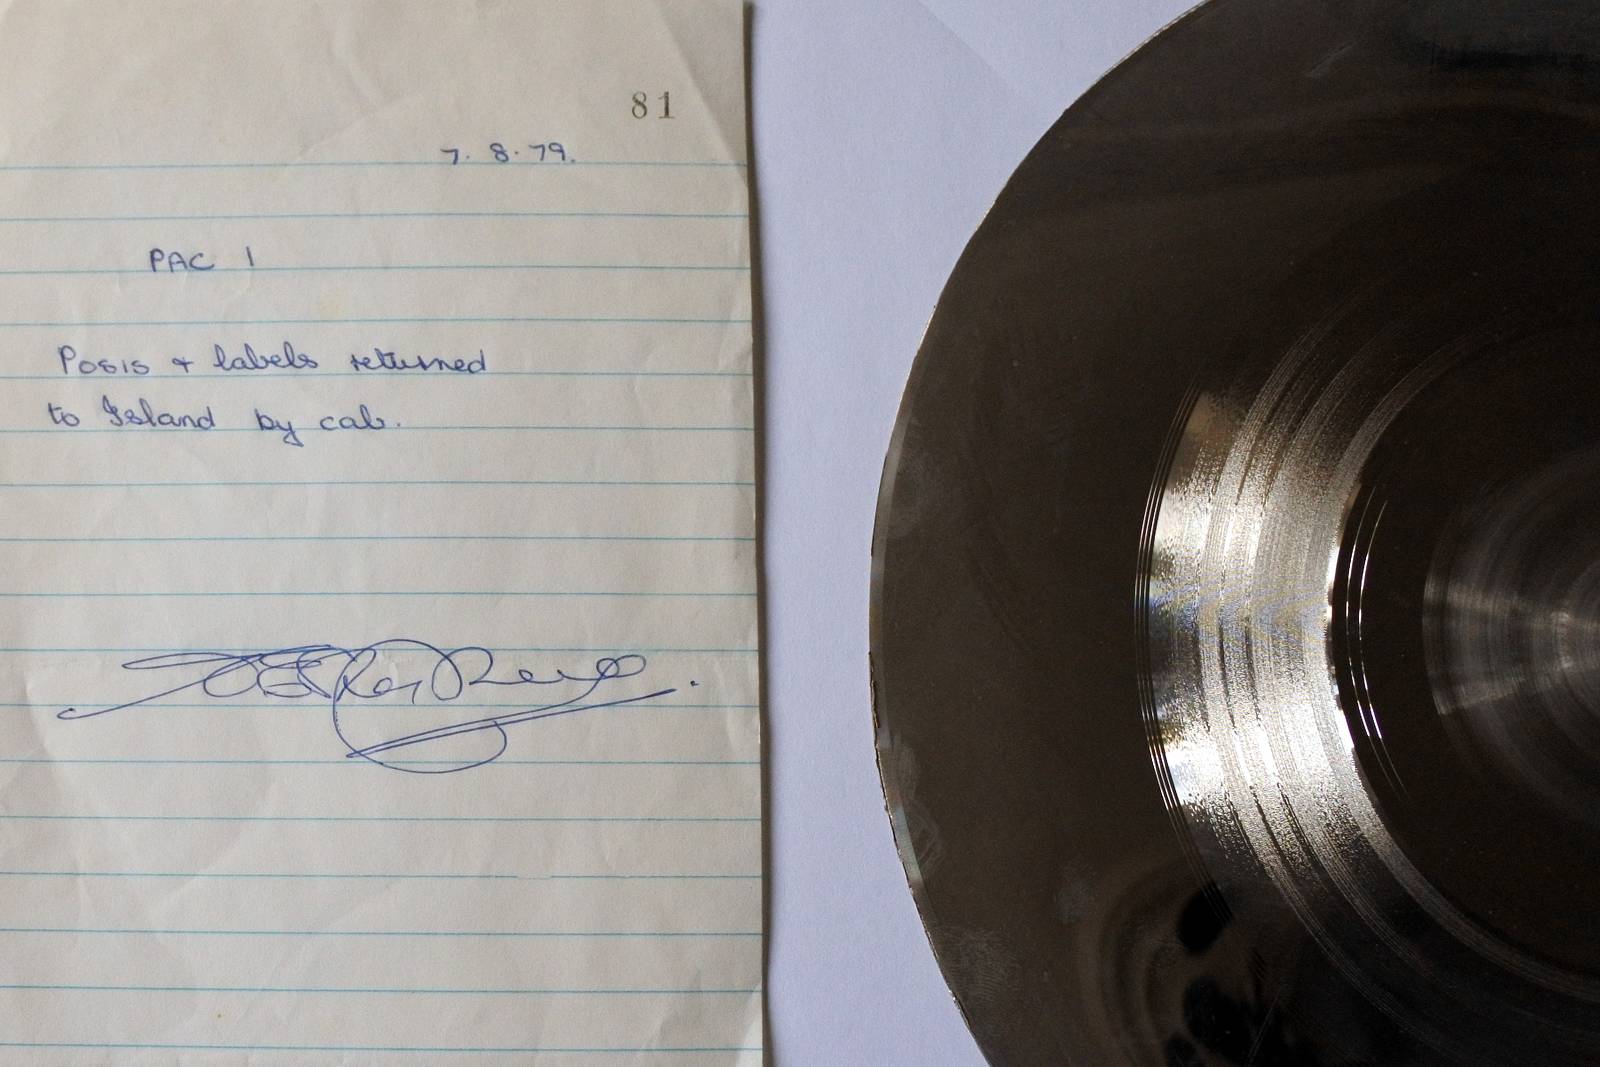 81
7. 8. 79.
PAC 1
Posis + labels returned
to Island by cab.